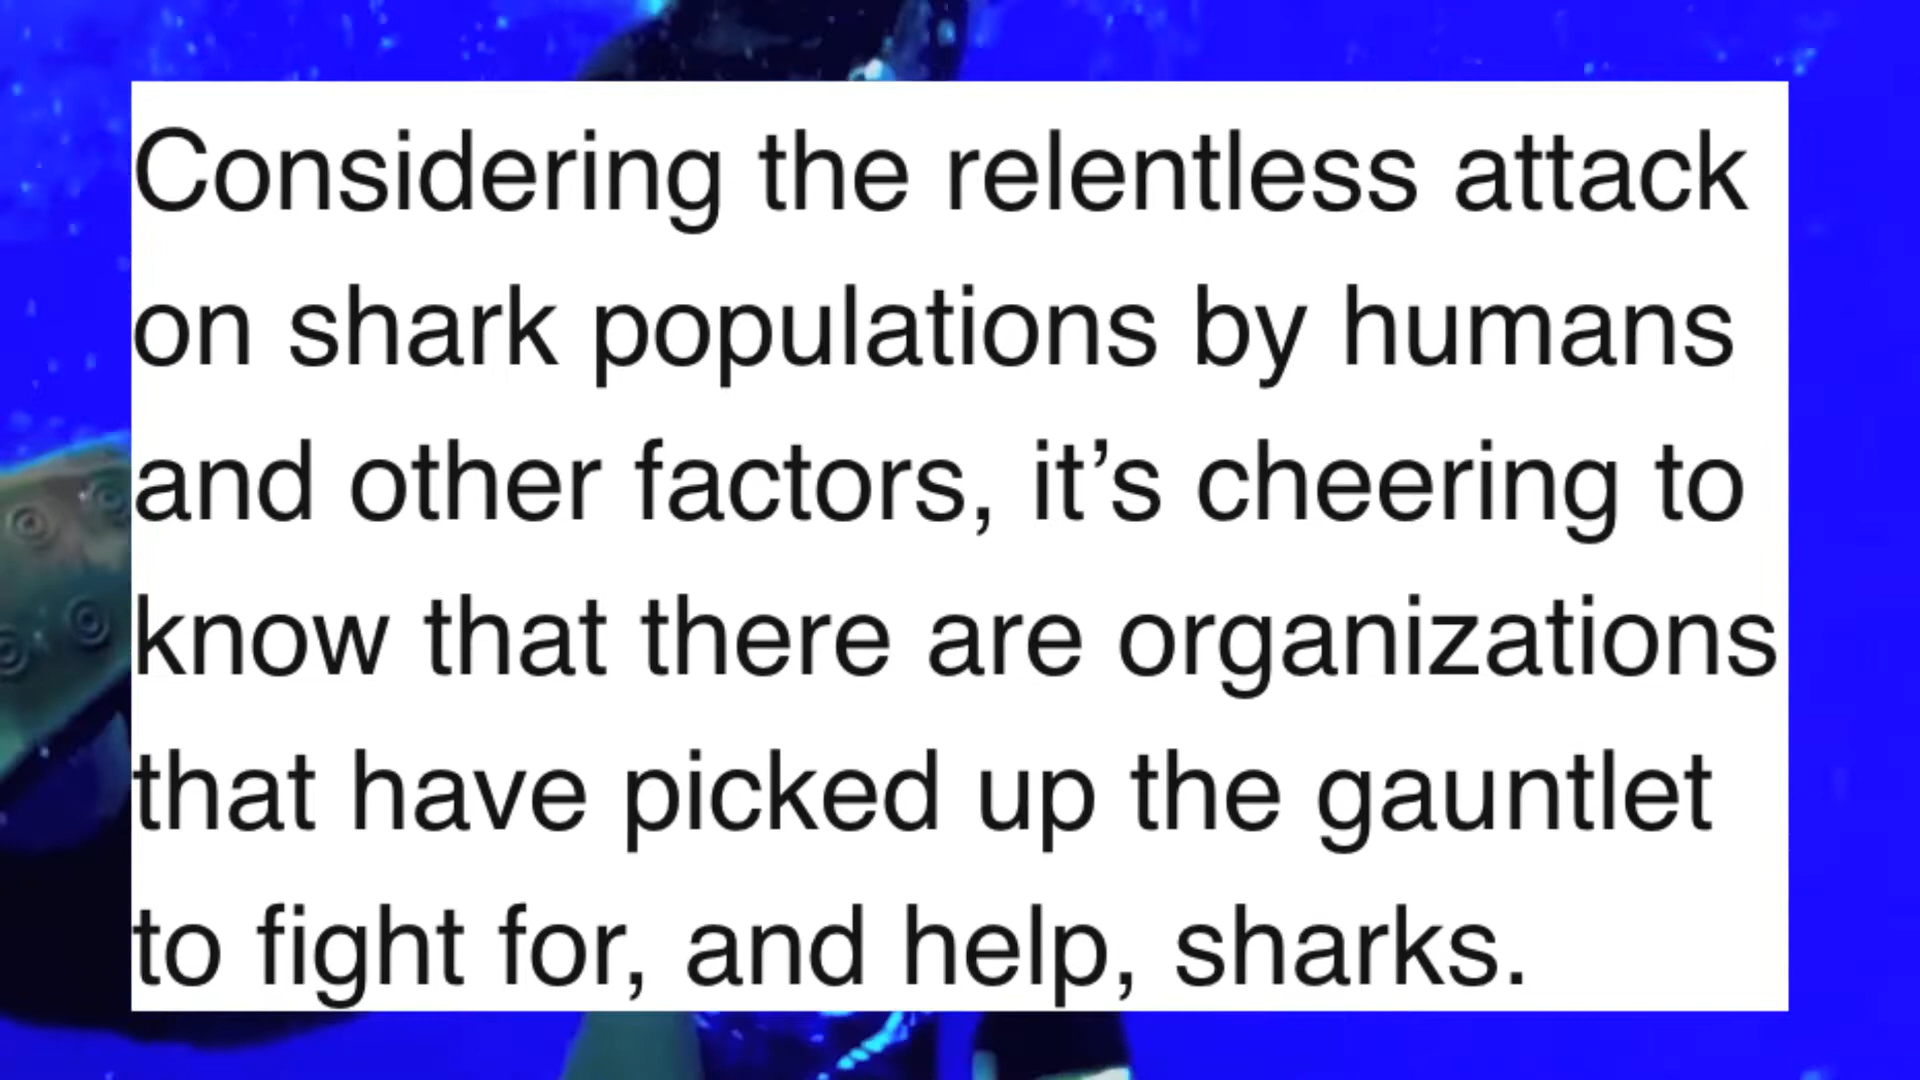 Considering the relentless attack
on shark populations by humans
and other factors, it’s cheering to
know that there are organizations
that have picked up the gauntlet
to fight for, and help, sharks.